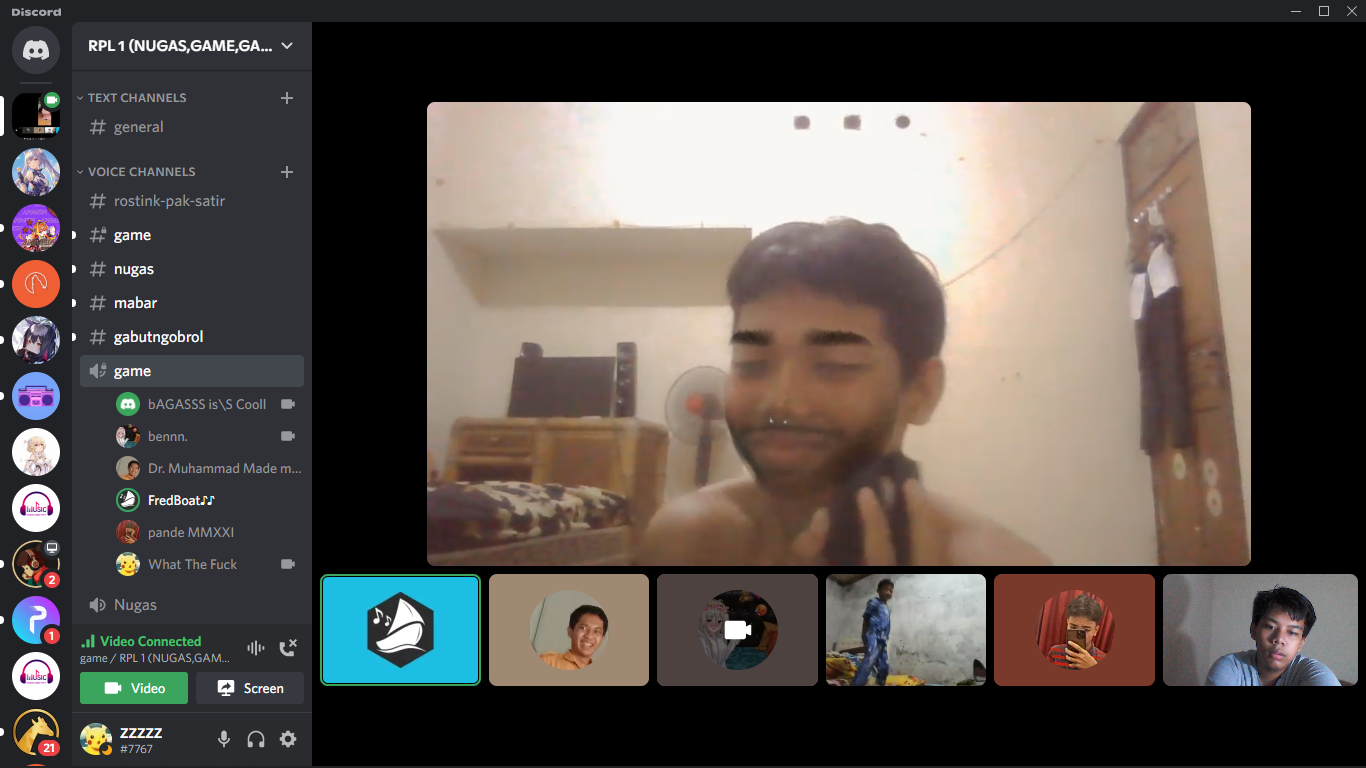 Discord
RPL 1 (NUGAS,GAME,GA...
TEXT CHANNELS
general
VOICE CHANNELS
rostink-pak-satir
game
nugas
mabar
gabutngobrol
game
bAGASSS is\S Cooll
bennn.
Dr. Muhammad Made m...
FredBoat🎶
pande MMXXI
What The Fuck
Nugas
Video Connected
game / RPL 1 (NUGAS,GAM...
Video
Screen
zzzzz
#7767
MUSIC
2
1
MUSIC
21